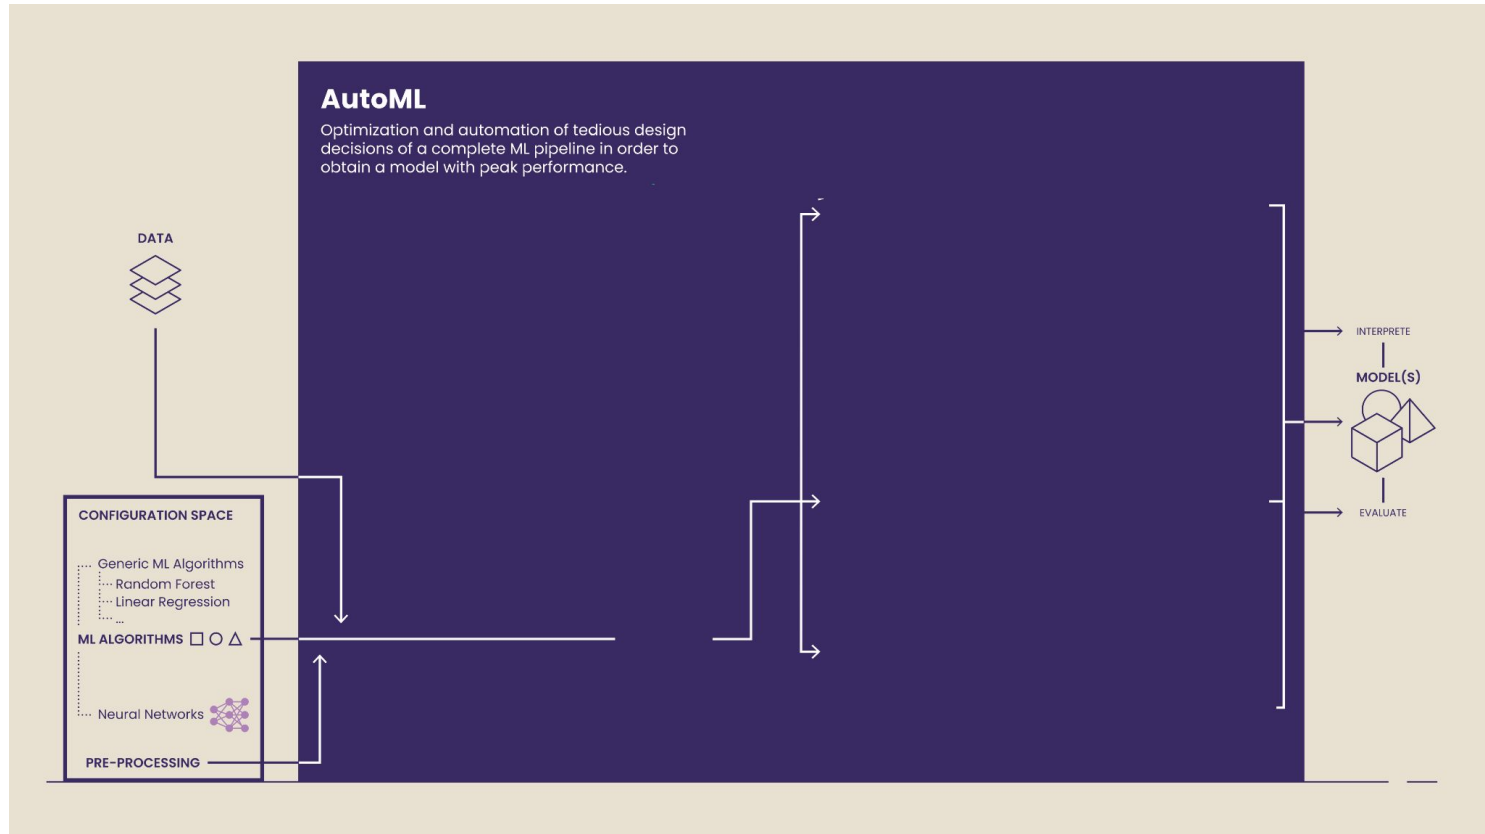 AutoML
Optimization and automation of tedious design
decisions of a complete ML pipeline in order to
obtain a model with peak performance.
DATA
CONFIGURATION SPACE
Generic ML Algorithms
Random Forest
Linear Regression
...
ML ALGORITHMS
Neural Networks
PRE-PROCESSING
INTERPRETE
MODEL(S)
EVALUATE